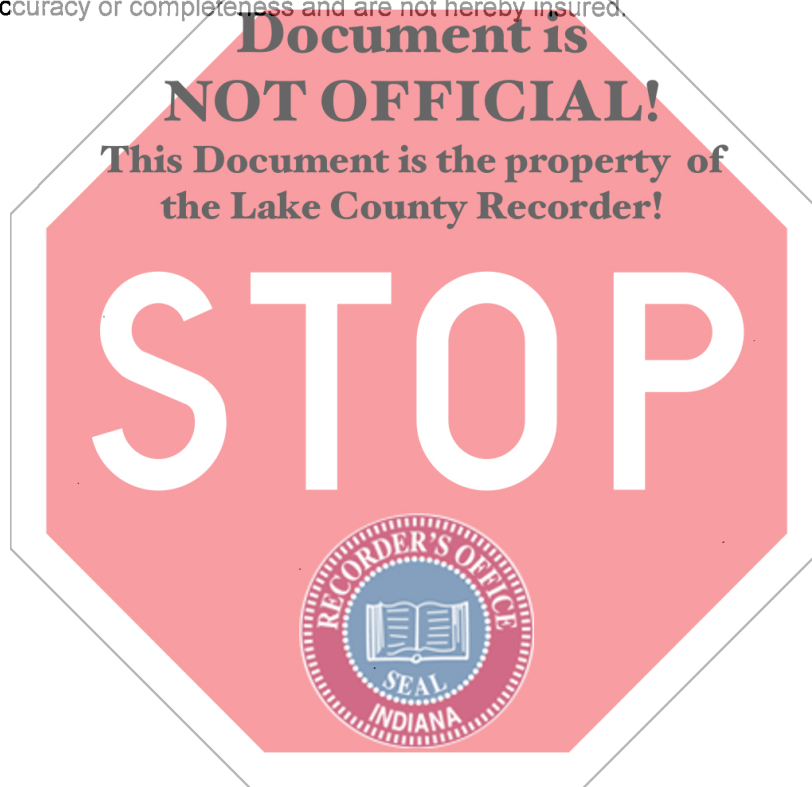 ccuracy or completeness and are not hereby insured.
Document is
NOT OFFICIAL!
This Document is the property of
the Lake County Recorder!
STOP
RECORDER'S OFFICE
SEAL
INDIANA